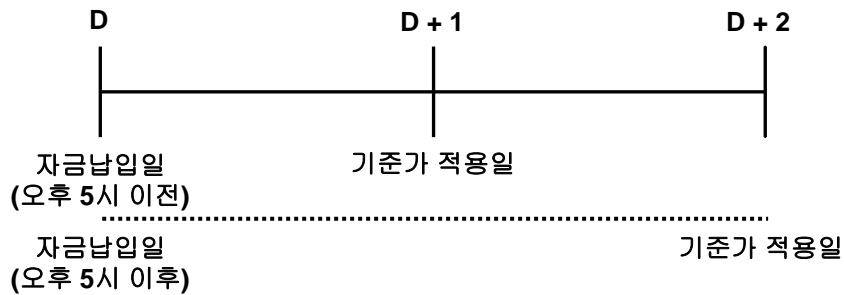 D D + 1 D + 2
자금납입일 기준가 적용일
(오후 5시 이전)
자금납입일 기준가 적용일
(오후 5시 이후)